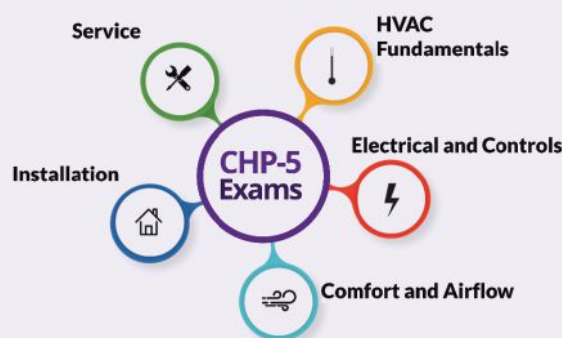 Service
HVAC
Fundamentals
CHP-5
Exams
Electrical and Controls
Installation
Comfort and Airflow